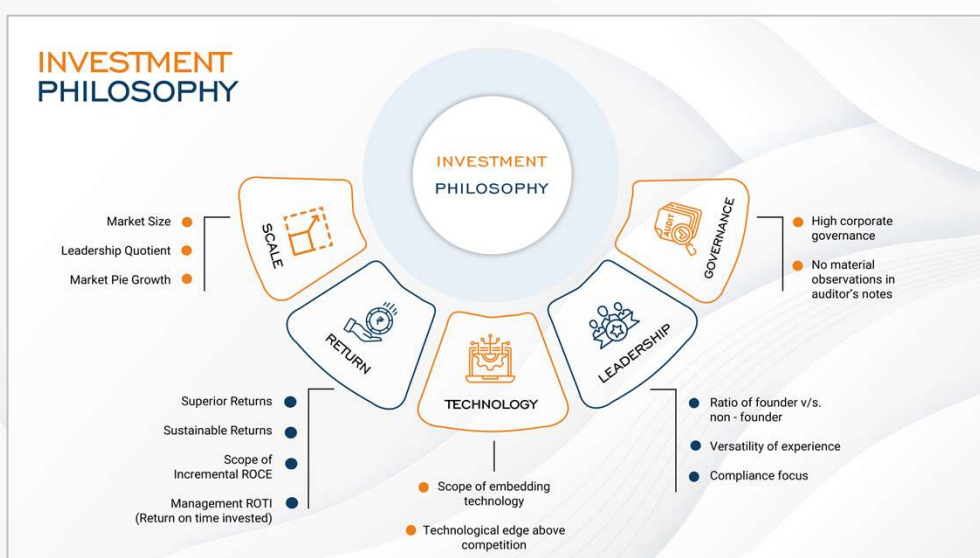 INVESTMENT
PHILOSOPHY
INVESTMENT
PHILOSOPHY
SCALE
Market Size
Leadership Quotient
Market Pie Growth
RETURN
Superior Returns
Sustainable Returns
Scope of
Incremental ROCE
Management ROTI
(Return on time invested)
TECHNOLOGY
Scope of embedding
technology
Technological edge above
competition
LEADERSHIP
Ratio of founder v/s.
non - founder
Versatility of experience
Compliance focus
AUDIT
GOVERNANCE
High corporate
governance
No material
observations in
auditor's notes